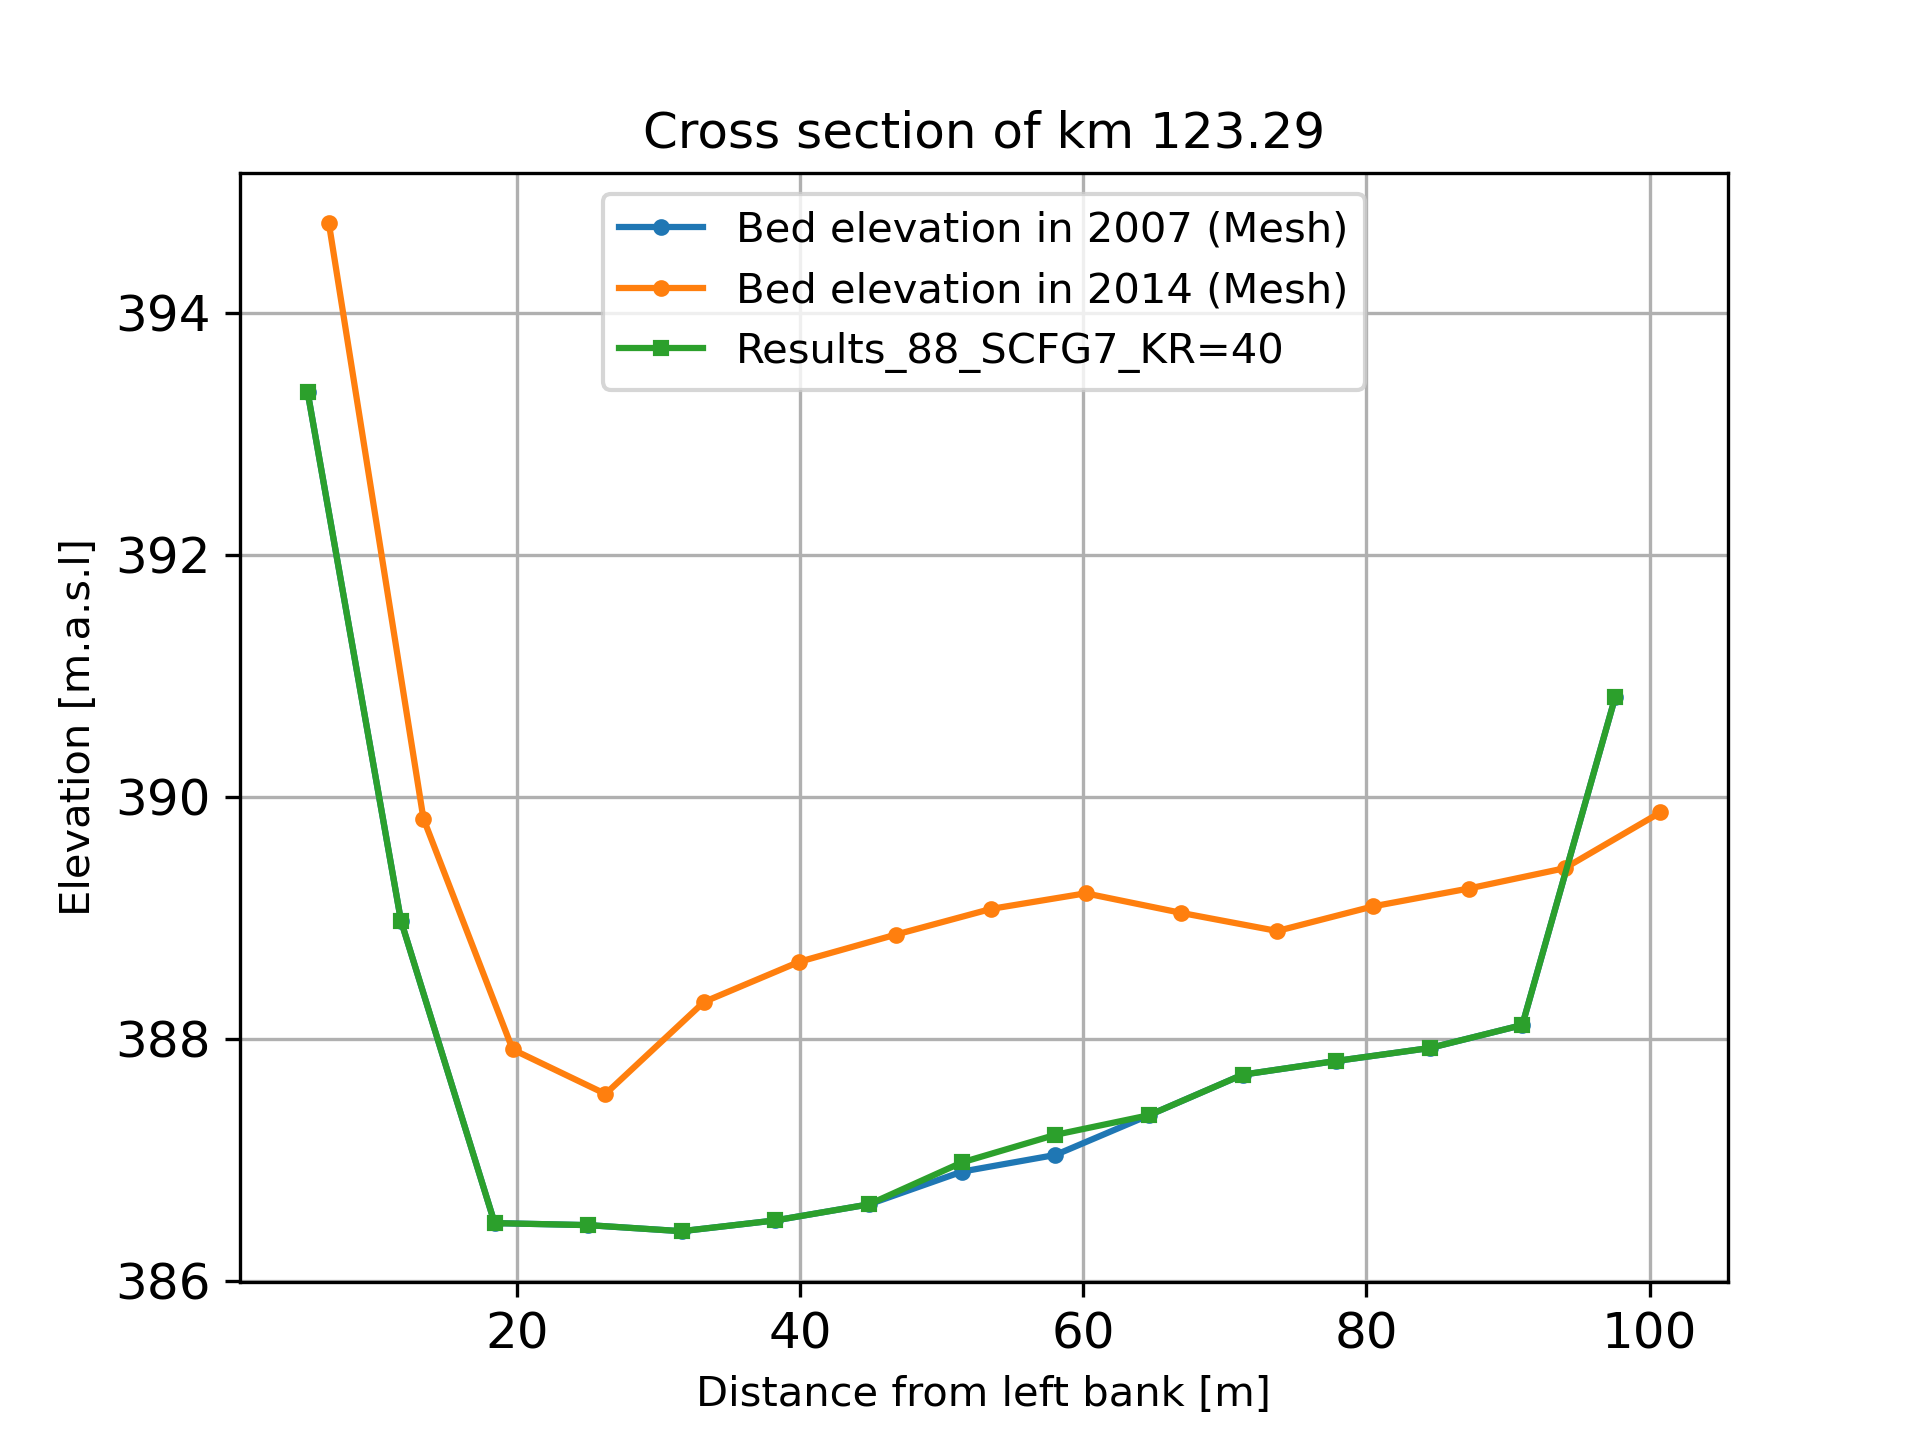 Cross section of km 123.29
Bed elevation in 2007 (Mesh)
Bed elevation in 2014 (Mesh)
Results_88_SCFG7_KR=40
Elevation [m.a.s.l]
394
392
390
388
386
20 40 60 80 100
Distance from left bank [m]